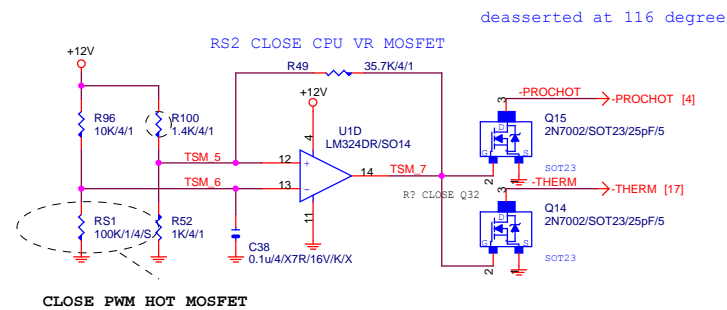 deasserted at 116 degree
RS2 CLOSE CPU VR MOSFET
+12V
R49
35.7K/4/1
+12V
R96
10K/4/1
R100
1.4K/4/1
U1D
LM324DR/SO14
4
TSM_5
12
+
TSM_6
13
-
14
TSM_7
11
R? CLOSE Q32
RS1
100K/1/4/S
R52
1K/4/1
C38
0.1u/4/X7R/16V/K/X
CLOSE PWM HOT MOSFET
3
-PROCHOT
-PROCHOT [4]
D
G
S
Q15
2N7002/SOT23/25pF/5
SOT23
2
1
3
-THERM
-THERM [17]
D
G
S
Q14
2N7002/SOT23/25pF/5
SOT23
2
1